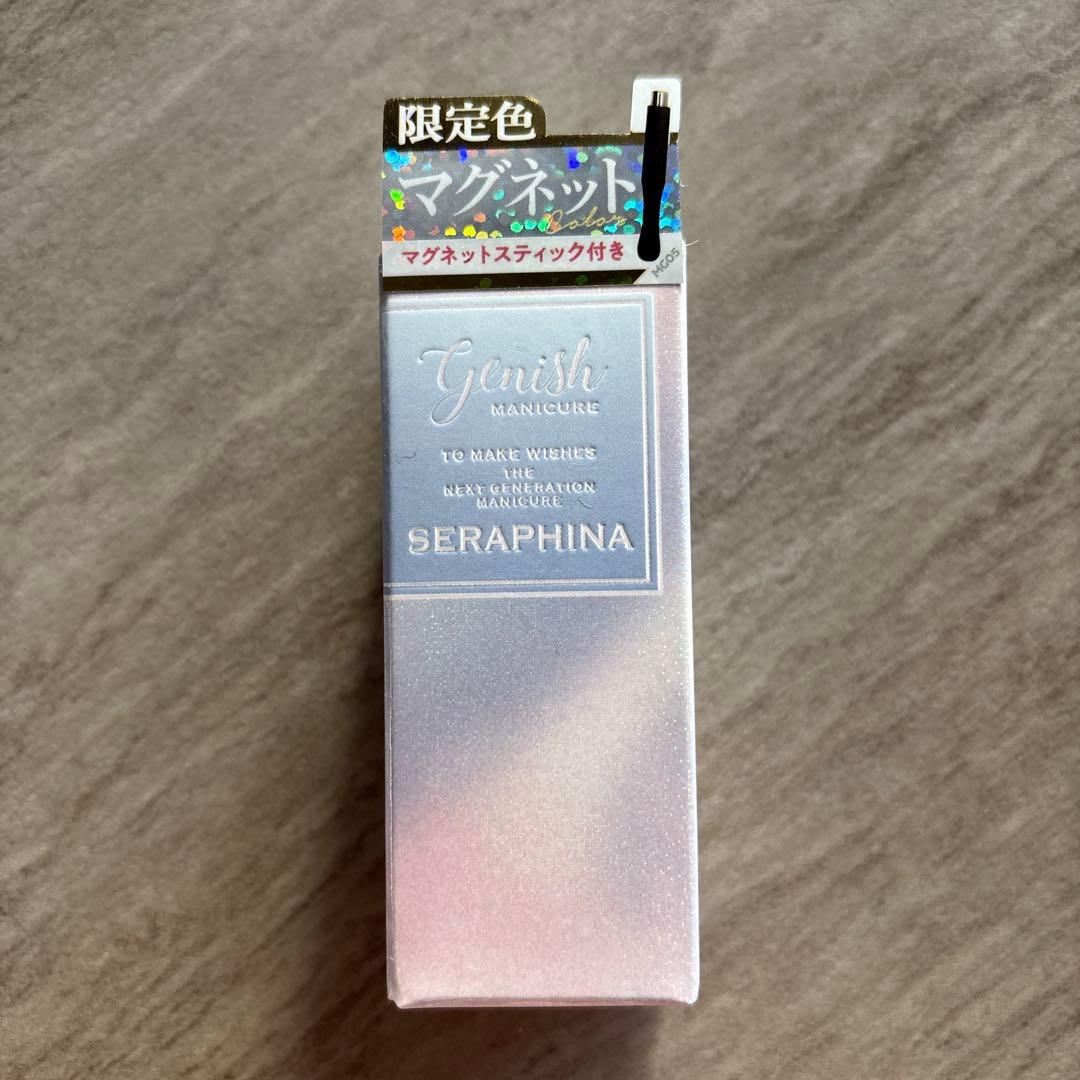 限定色
マグネット
Color
マグネットスティック付き
MG05
Genish
MANICURE
TO MAKE WISHES
THE
NEXT GENERATION
MANICURE
SERAPHINA